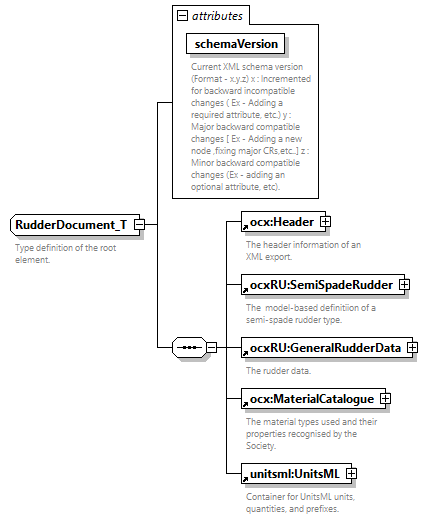 attributes
schemaVersion
Current XML schema version
(Format - x.y.z) x : Incremented
for backward incompatible
changes ( Ex - Adding a
required attribute, etc.) y :
Major backward compatible
changes [ Ex - Adding a new
node ,fixing major CRs,etc..] z :
Minor backward compatible
changes (Ex - adding an
optional attribute, etc).
RudderDocument_T
Type definition of the root
element.
ocx:Header
The header information of an
XML export.
ocxRU:SemiSpadeRudder
The  model-based definitiion of a
semi-spade rudder type.
ocxRU:GeneralRudderData
The rudder data.
ocx:MaterialCatalogue
The material types used and their
properties recognised by the
Society.
unitsml:UnitsML
Container for UnitsML units,
quantities, and prefixes.